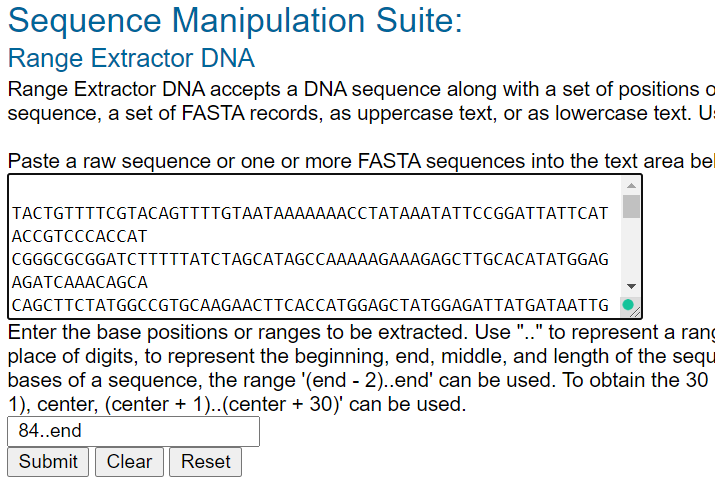 Sequence Manipulation Suite:
Range Extractor DNA
Range Extractor DNA accepts a DNA sequence along with a set of positions o
sequence, a set of FASTA records, as uppercase text, or as lowercase text. Us
Paste a raw sequence or one or more FASTA sequences into the text area bel
TACTGTTTTCGTACAGTTTTGTAATAAAAAAACCTATAAATATTCCGGATTATTCAT
ACCGTCCCACCAT
CGGGCGCGGATCTTTTTATCTAGCATAGCCAAAAAGAAAGAGCTTGCACATATGGAG
AGATCAAACAGCA
CAGCTTCTATGGCCGTGCAAGAACTTCACCATGGAGCTATGGAGATTATGATAATTG
Enter the base positions or ranges to be extracted. Use ".." to represent a rang
place of digits, to represent the beginning, end, middle, and length of the sequ
bases of a sequence, the range '(end - 2)..end' can be used. To obtain the 30
1), center, (center + 1)..(center + 30)' can be used.
84..end
Submit Clear Reset